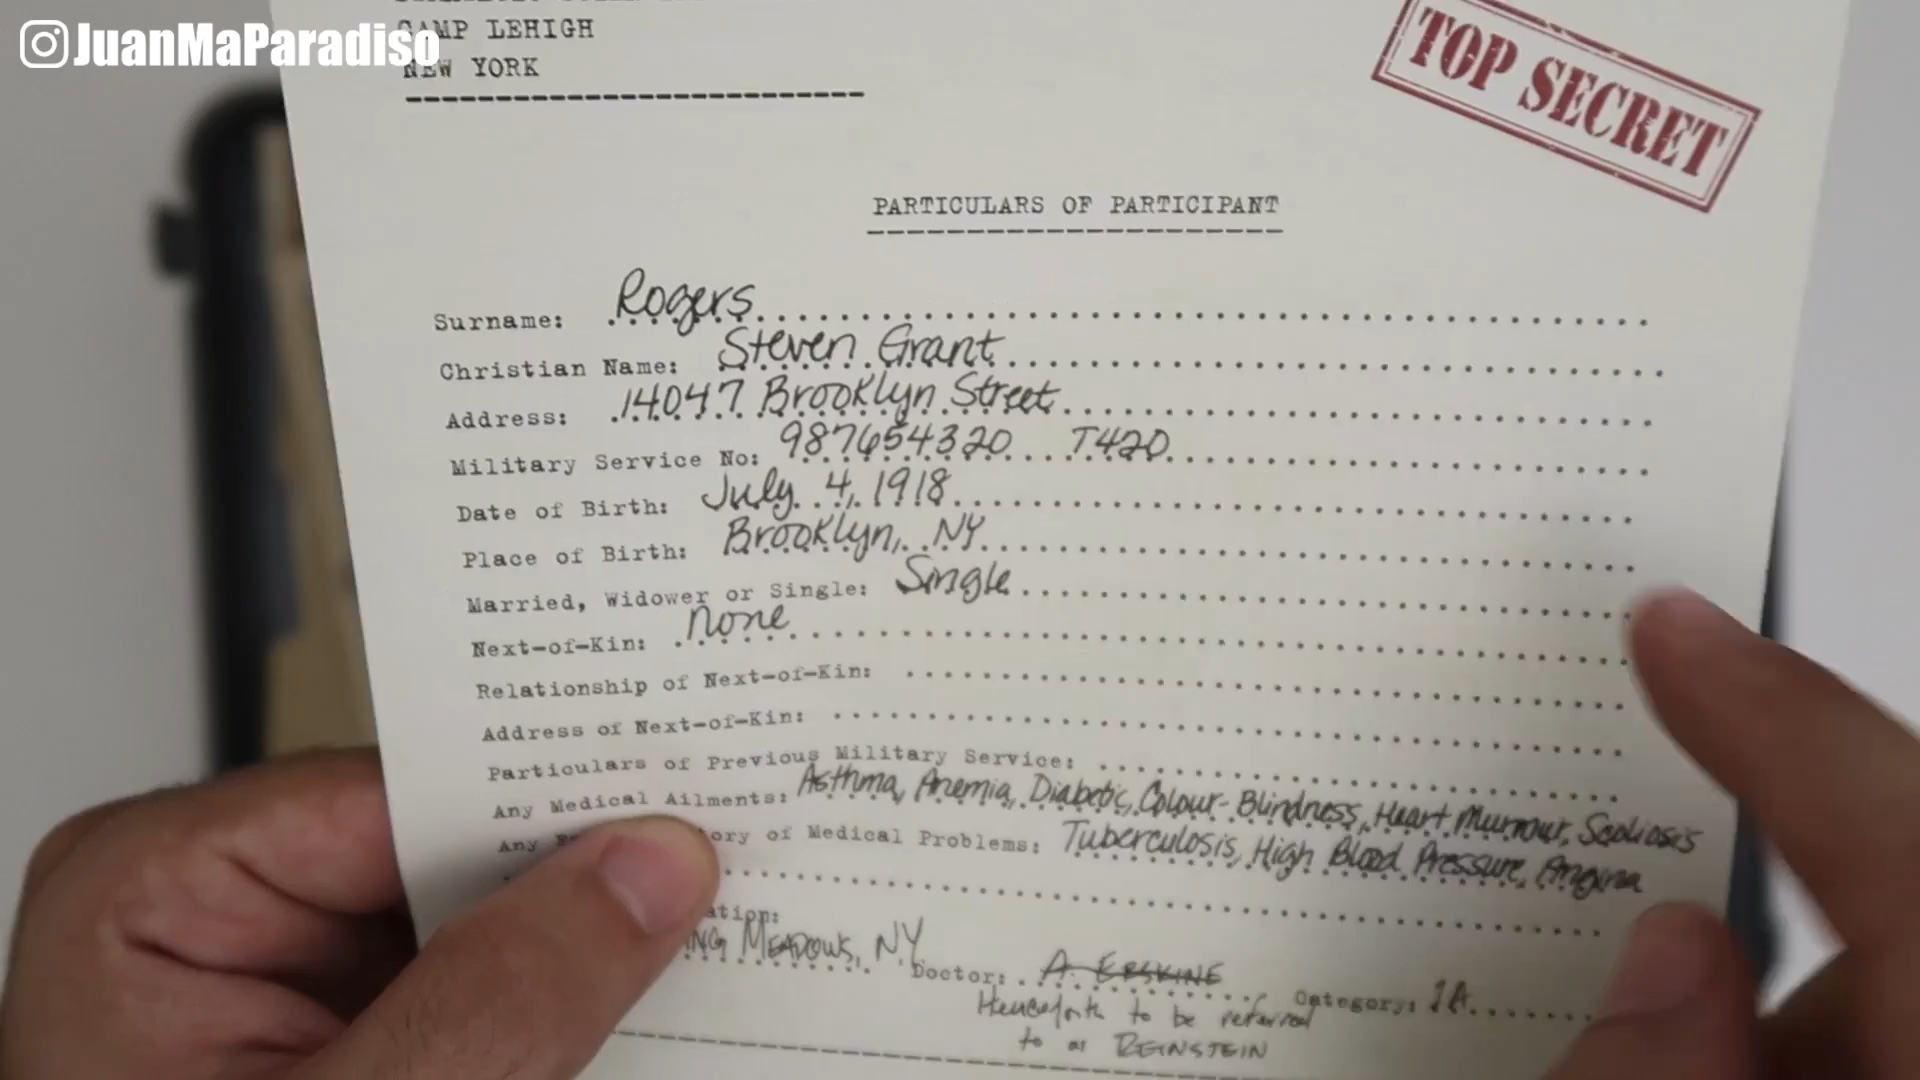 JuanMaParadiso
CAMP LEHIGH
NEW YORK
TOP SECRET
PARTICULARS OF PARTICIPANT
Surname: Rogers
Christian Name: Steven Grant
Address: 14047 Brooklyn Street
Military Service No: 987654320 T420
Date of Birth: July 4, 1918
Place of Birth: Brooklyn, NY
Married, Widower or Single: Single
Next-of-Kin: None
Relationship of Next-of-Kin:
Address of Next-of-Kin:
Particulars of Previous Military Service:
Any Medical Ailments: Asthma, Anemia, Diabetic, Colour-Blindness, Heart Murmour, Scoliosis
Any of Medical Problems: Tuberculosis, High Blood Pressure, Angina
Meadows, NY Doctor: A. Erskine Category: 1A
Henceforth to be referred
to as REINSTEIN